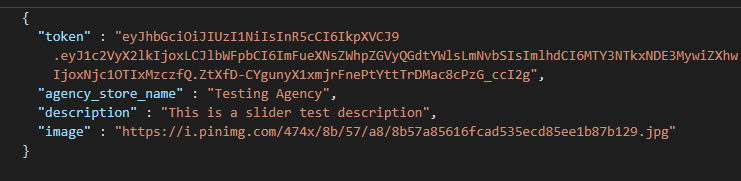 {
"token" : "eyJhbGciOiJIUzI1NiIsInR5cCI6IkpXVCJ9
.eyJ1c2VyX2lkIjoxLCJlbWFpbCI6ImFueXNsZWhpZGVyQGdtYWlsLmNvbSIsImlhdCI6MTY3NTkxNDE3MywiZXhw
IjoxNjc1OTIxMzczfQ.ZtXfD-CYgunyX1xmjrFnePtYttTrDMac8cPzG_ccI2g",
"agency_store_name" : "Testing Agency",
"description" : "This is a slider test description",
"image" : "https://i.pinimg.com/474x/8b/57/a8/8b57a85616fcad535ecd85ee1b87b129.jpg"
}